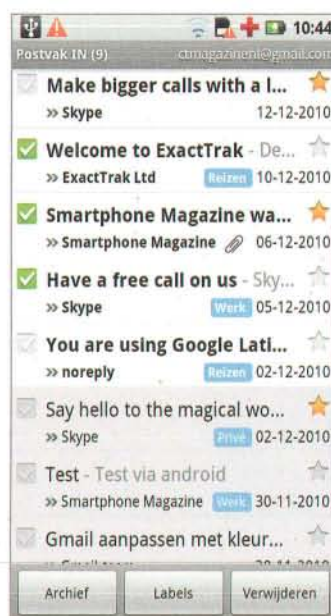 10:44
Postvak IN (9) ctmagazinenl@gmail.com
Make bigger calls with a l...
» Skype 12-12-2010
Welcome to ExactTrak - De...
» ExactTrak Ltd Reizen 10-12-2010
Smartphone Magazine wa...
» Smartphone Magazine 06-12-2010
Have a free call on us - Sky...
» Skype Werk 05-12-2010
You are using Google Lati...
» noreply Reizen 02-12-2010
Say hello to the magical wo...
» Skype Privé 02-12-2010
Test - Test via android
» Smartphone Magazine Werk 30-11-2010
Gmail aanpassen met kleur...
Archief Labels Verwijderen